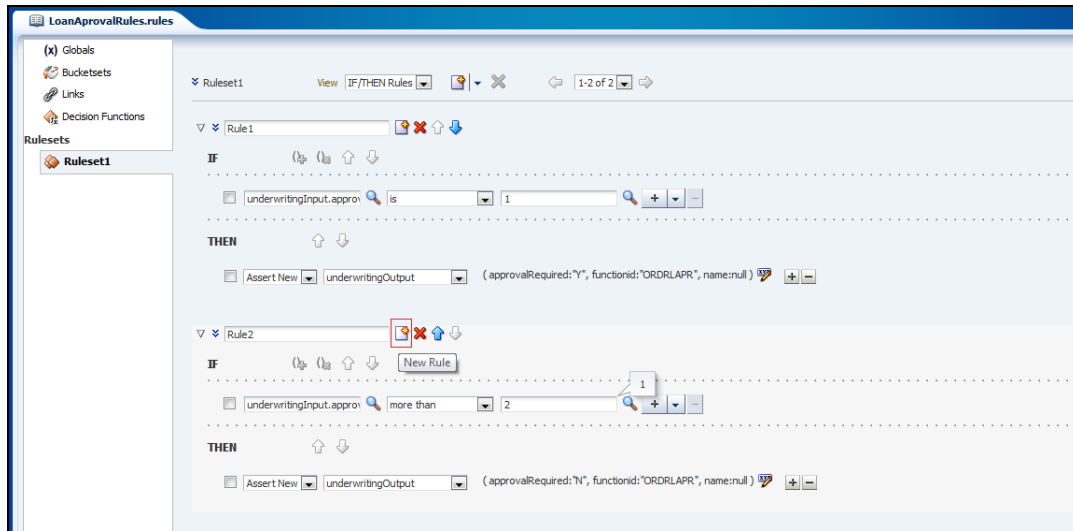 LoanAprovalRules.rules
(x) Globals
Bucketsets
Links
Decision Functions
Rulesets
Ruleset1
Ruleset1 View IF/THEN Rules 1-2 of 2
Rule1
IF
underwritingInput.approv is 1
THEN
Assert New underwritingOutput ( approvalRequired:"Y", functionid:"ORDRLAPR", name:null )
Rule2
IF New Rule
1
underwritingInput.approv more than 2
THEN
Assert New underwritingOutput ( approvalRequired:"N", functionid:"ORDRLAPR", name:null )